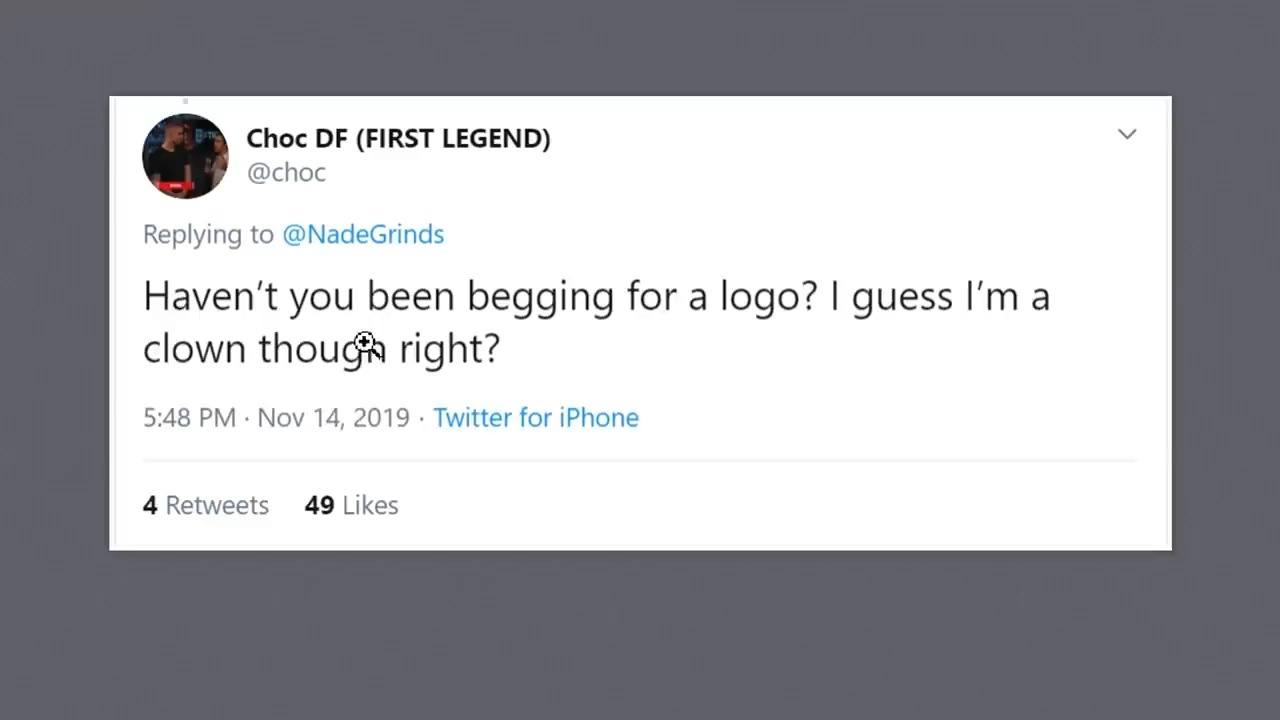 Choc DF (FIRST LEGEND)
@choc
Replying to @NadeGrinds
Haven’t you been begging for a logo? I guess I’m a
clown though right?
5:48 PM · Nov 14, 2019 · Twitter for iPhone
4 Retweets 49 Likes